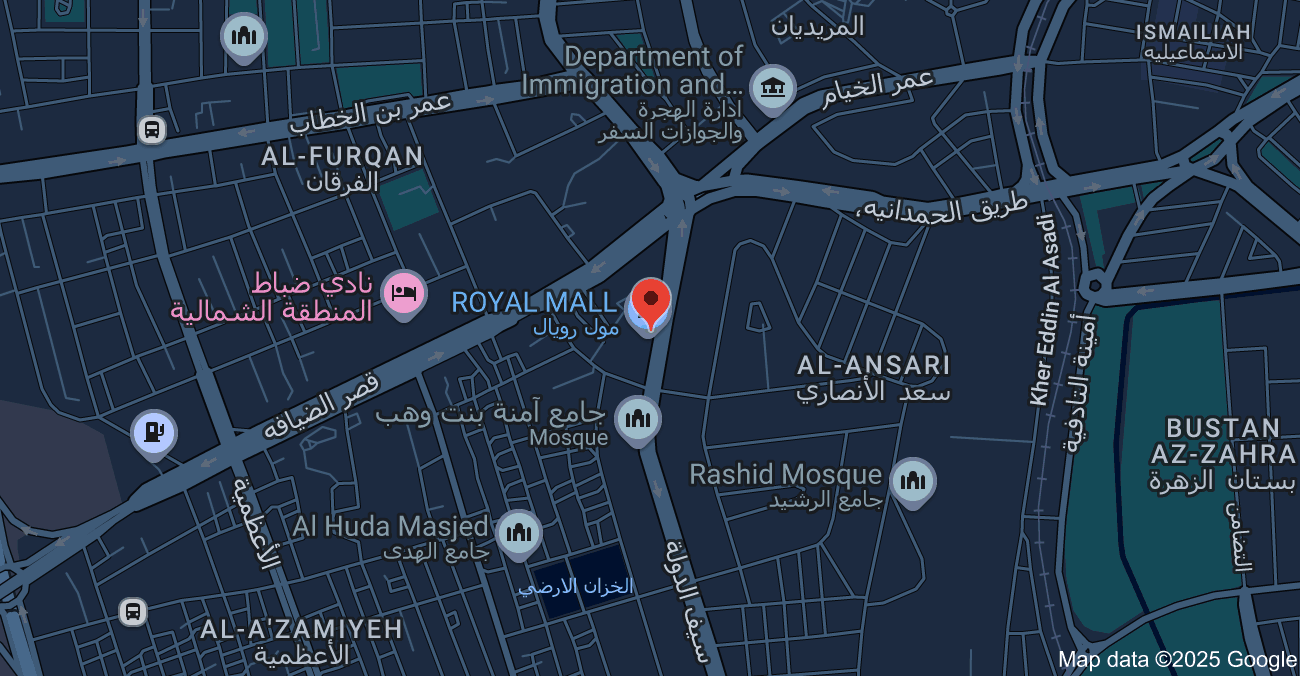 المريديان
ISMAILIAH
الاسماعيليه
Department of
Immigration and...
ادارة الهجرة
والجوازات السفر
عمر الخيام
عمر بن الخطاب
AL-FURQAN
الفرقان
طريق الحمدانيه،
Kher Eddin Al Asadi
نادي ضباط
المنطقة الشمالية
ROYAL MALL
مول رويال
أمينة التادفية
AL-ANSARI
سعد الأنصاري
قصر الضيافه
جامع آمنة بنت وهب
Mosque
BUSTAN
AZ-ZAHRA
بستان الزهرة
Rashid Mosque
جامع الرشيد
الأعظمية
Al Huda Masjed
جامع الهدى
التضامن
الخزان الارضي
سيف الدولة
AL-A'ZAMIYEH
الأعظمية
Map data ©2025 Google